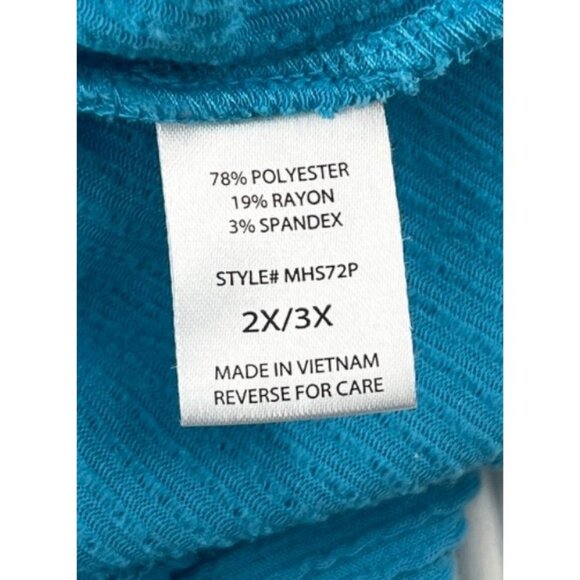 78% POLYESTER
19% RAYON
3% SPANDEX
STYLE# MHS72P
2X/3X
MADE IN VIETNAM
REVERSE FOR CARE